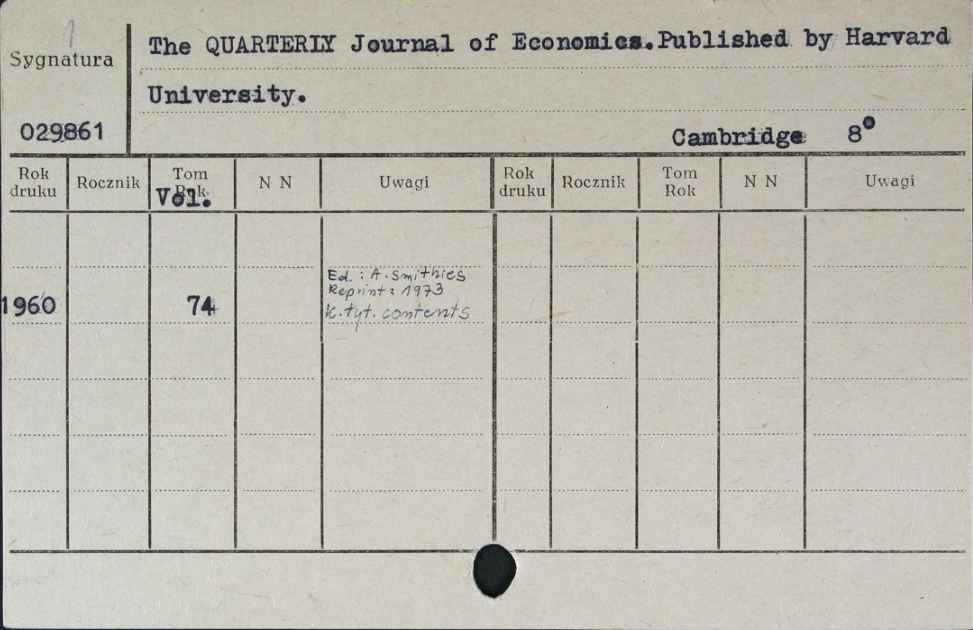 1
Sygnatura
The QUARTERLY Journal of Economics.Published by Harvard
University.
029861
Cambridge 8°
Rok druku Rocznik Tom Rok Vol. N N Uwagi Rok druku Rocznik Tom Rok N N Uwagi
Ed.: A. Smithies
Reprint: 1973
1960 74 K.tyt. contents